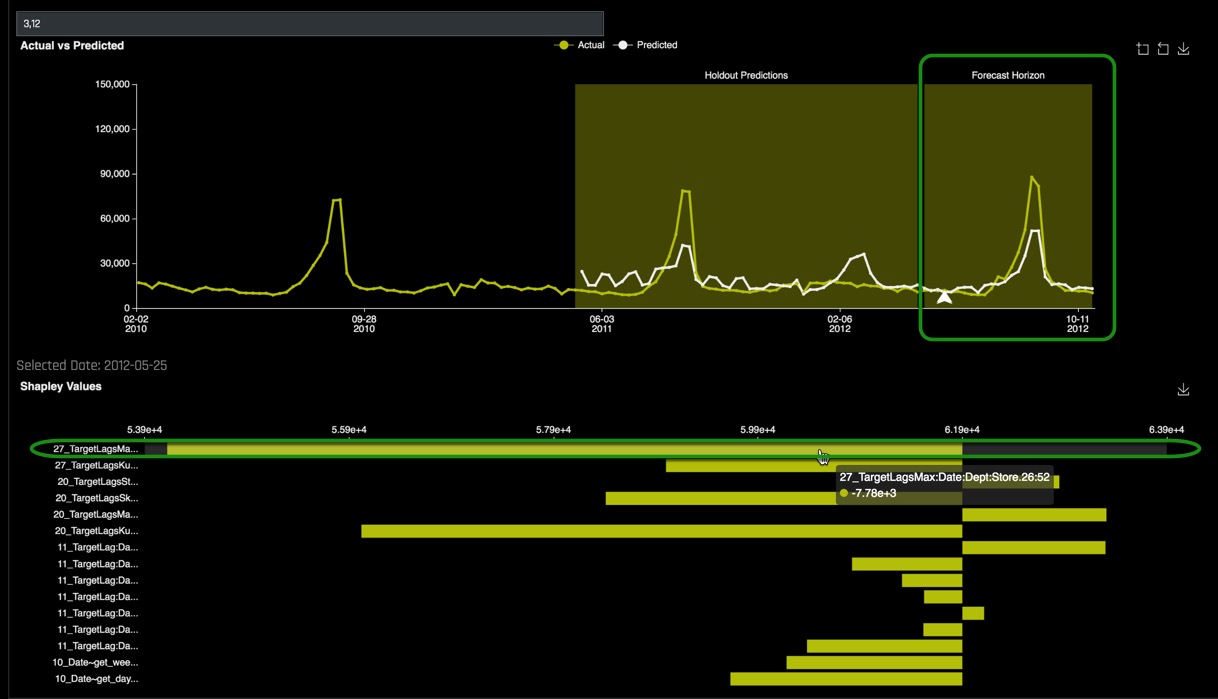 3,12
Actual vs Predicted
Actual Predicted
Holdout Predictions Forecast Horizon
150,000
120,000
90,000
60,000
30,000
0
02-02 09-28 06-03 02-06 10-11
2010 2010 2011 2012 2012
Selected Date: 2012-05-25
Shapley Values
5.39e+4 5.59e+4 5.79e+4 5.99e+4 6.19e+4 6.39e+4
27_TargetLagsMa...
27_TargetLagsKu...
27_TargetLagsMax:Date:Dept:Store.26:52
20_TargetLagsSt...
-7.78e+3
20_TargetLagsSk...
20_TargetLagsMa...
20_TargetLagsKu...
11_TargetLag:Da...
11_TargetLag:Da...
11_TargetLag:Da...
11_TargetLag:Da...
11_TargetLag:Da...
11_TargetLag:Da...
11_TargetLag:Da...
10_Date~get_wee...
10_Date~get_day...